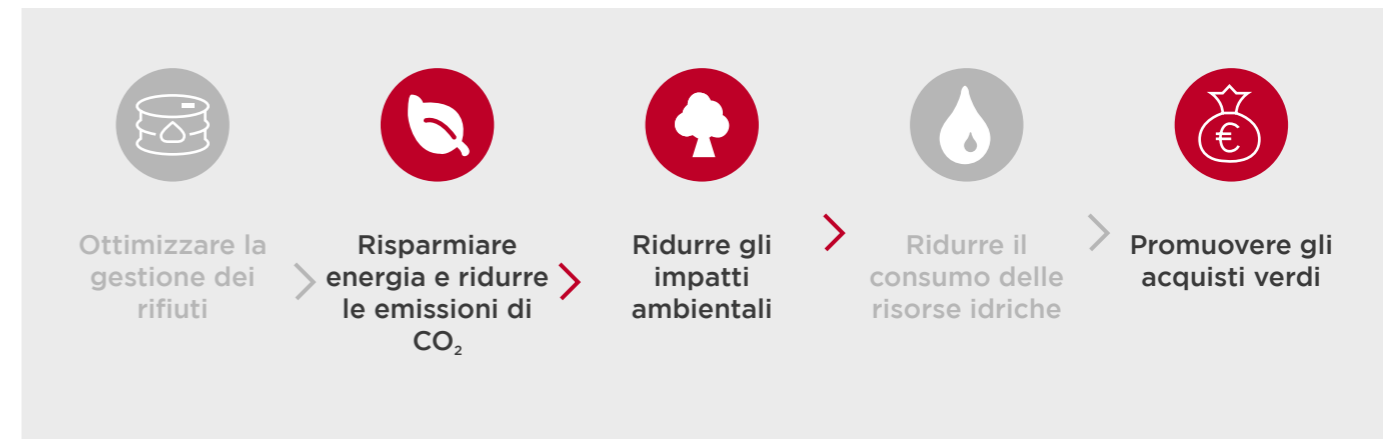 Ottimizzare la
gestione dei
rifiuti
Risparmiare
energia e ridurre
le emissioni di
CO₂
Ridurre gli
impatti
ambientali
Ridurre il
consumo delle
risorse idriche
€
Promuovere gli
acquisti verdi